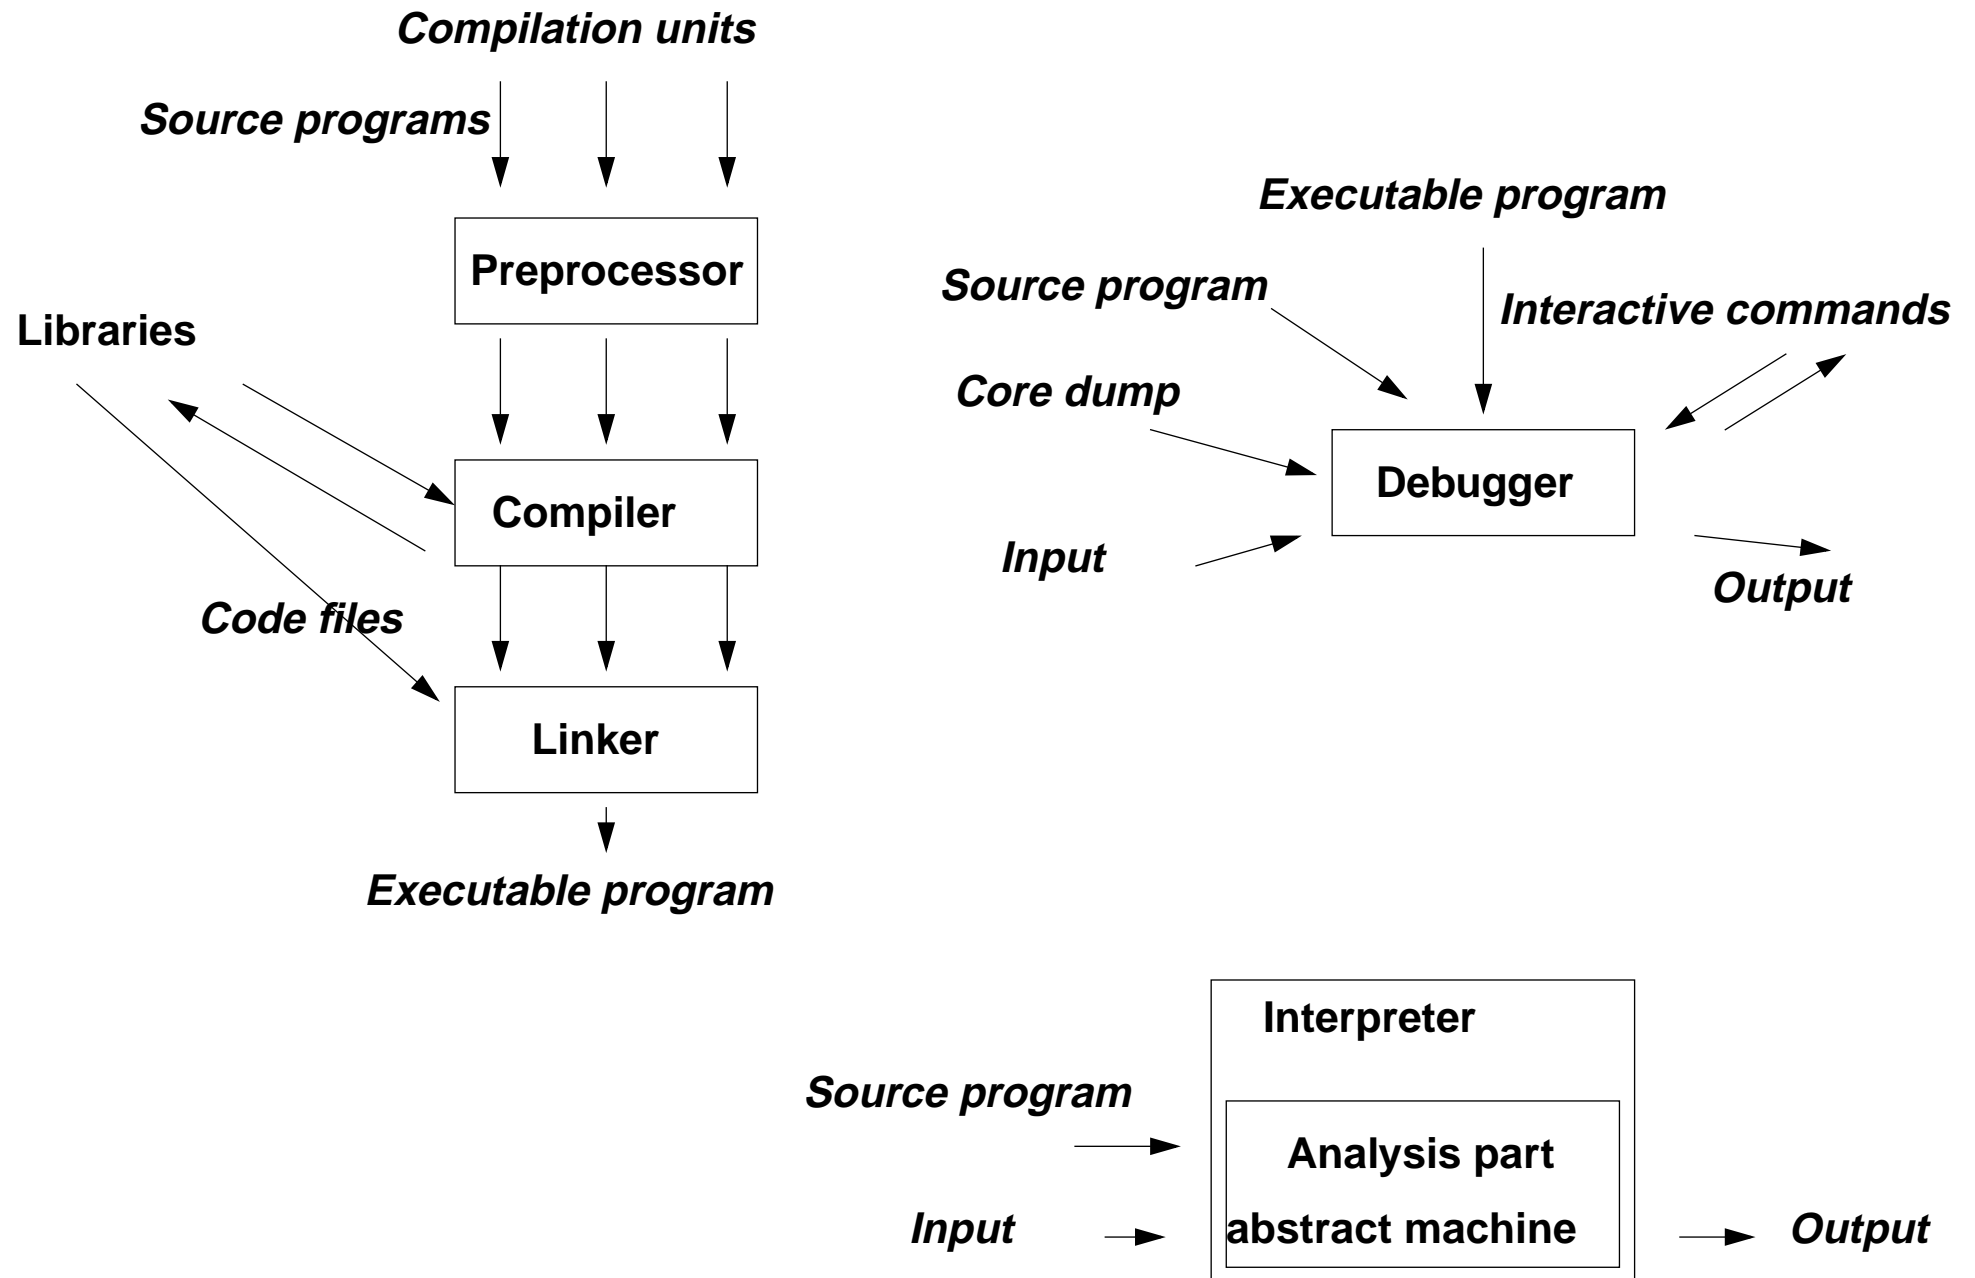 Compilation units
Source programs
Preprocessor
Libraries
Compiler
Code files
Linker
Executable program
Executable program
Source program
Interactive commands
Core dump
Debugger
Input
Output
Interpreter
Source program
Analysis part
Input
abstract machine
Output